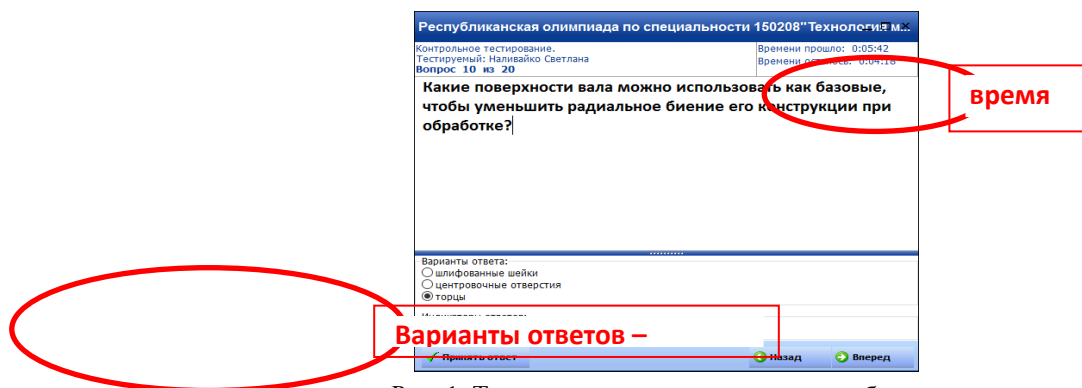 Республиканская олимпиада по специальности 150208"Технология м...
Контрольное тестирование.
Тестируемый: Наливайко Светлана
Вопрос 10 из 20
Времени прошло: 0:05:42
Времени осталось: 0:04:18
время
Какие поверхности вала можно использовать как базовые,
чтобы уменьшить радиальное биение его конструкции при
обработке?
Варианты ответа:
шлифованные шейки
центровочные отверстия
торцы
Варианты ответов –
Принять ответ
Назад
Вперед